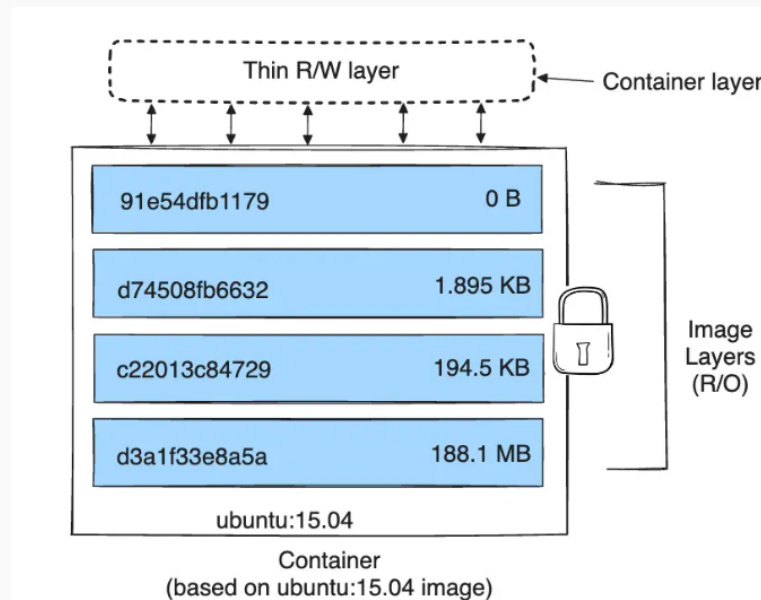 Thin R/W layer
Container layer
91e54dfb1179 0 B
d74508fb6632 1.895 KB
c22013c84729 194.5 KB
d3a1f33e8a5a 188.1 MB
Image
Layers
(R/O)
ubuntu:15.04
Container
(based on ubuntu:15.04 image)